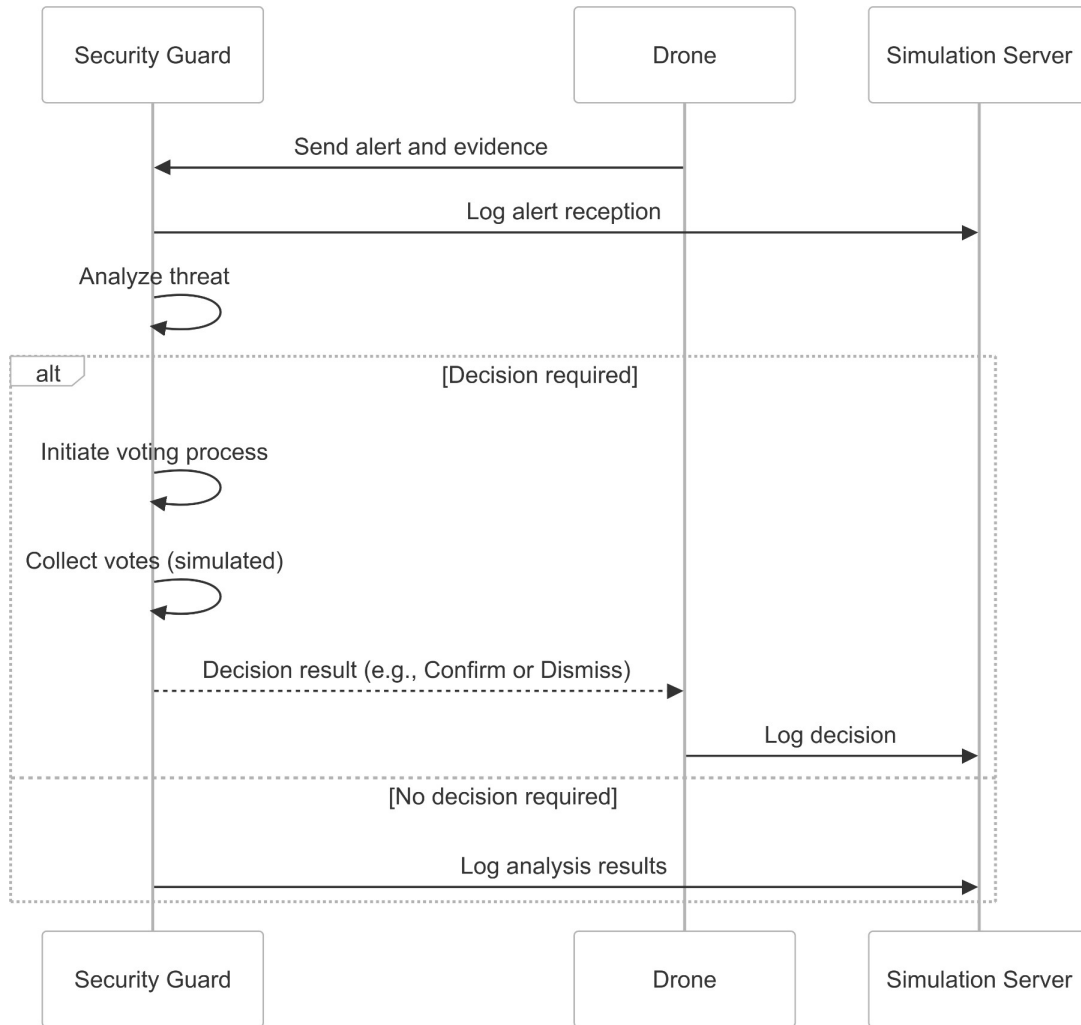 Security Guard
Drone
Simulation Server
Send alert and evidence
Log alert reception
Analyze threat
alt
[Decision required]
Initiate voting process
Collect votes (simulated)
Decision result (e.g., Confirm or Dismiss)
Log decision
[No decision required]
Log analysis results
Security Guard
Drone
Simulation Server